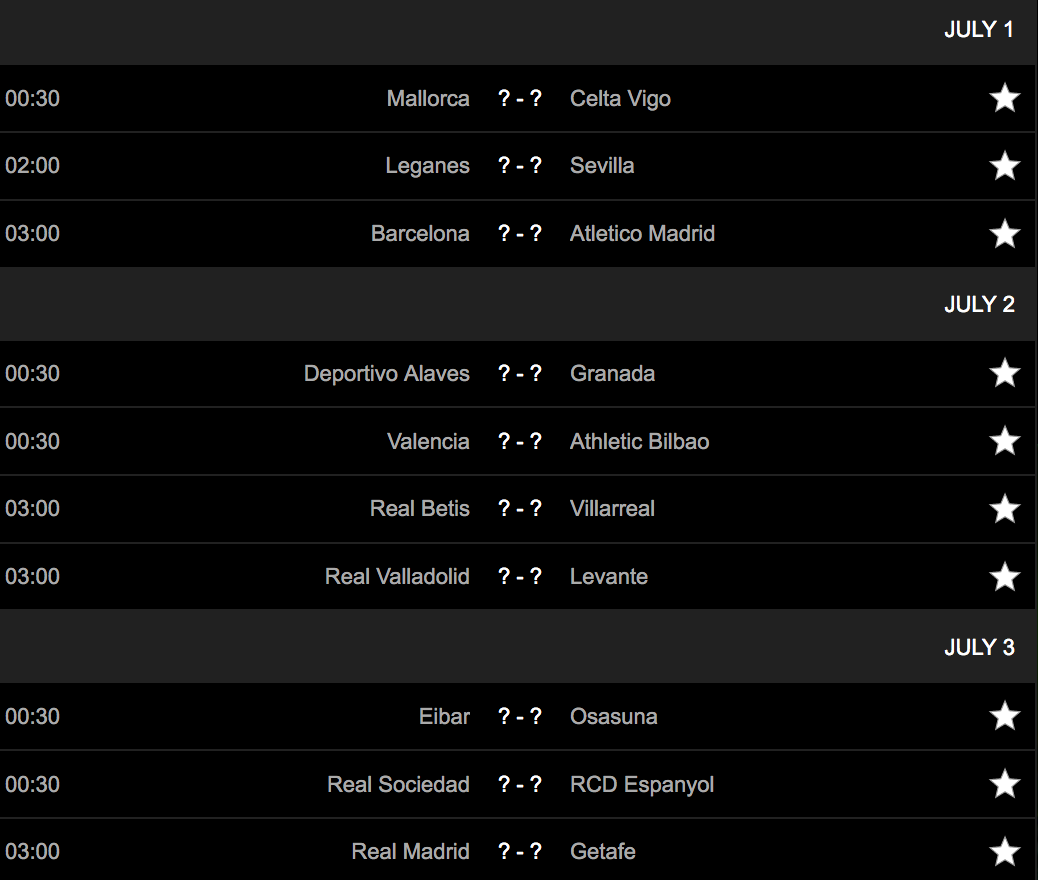 JULY 1
00:30 Mallorca ? - ? Celta Vigo
02:00 Leganes ? - ? Sevilla
03:00 Barcelona ? - ? Atletico Madrid
JULY 2
00:30 Deportivo Alaves ? - ? Granada
00:30 Valencia ? - ? Athletic Bilbao
03:00 Real Betis ? - ? Villarreal
03:00 Real Valladolid ? - ? Levante
JULY 3
00:30 Eibar ? - ? Osasuna
00:30 Real Sociedad ? - ? RCD Espanyol
03:00 Real Madrid ? - ? Getafe